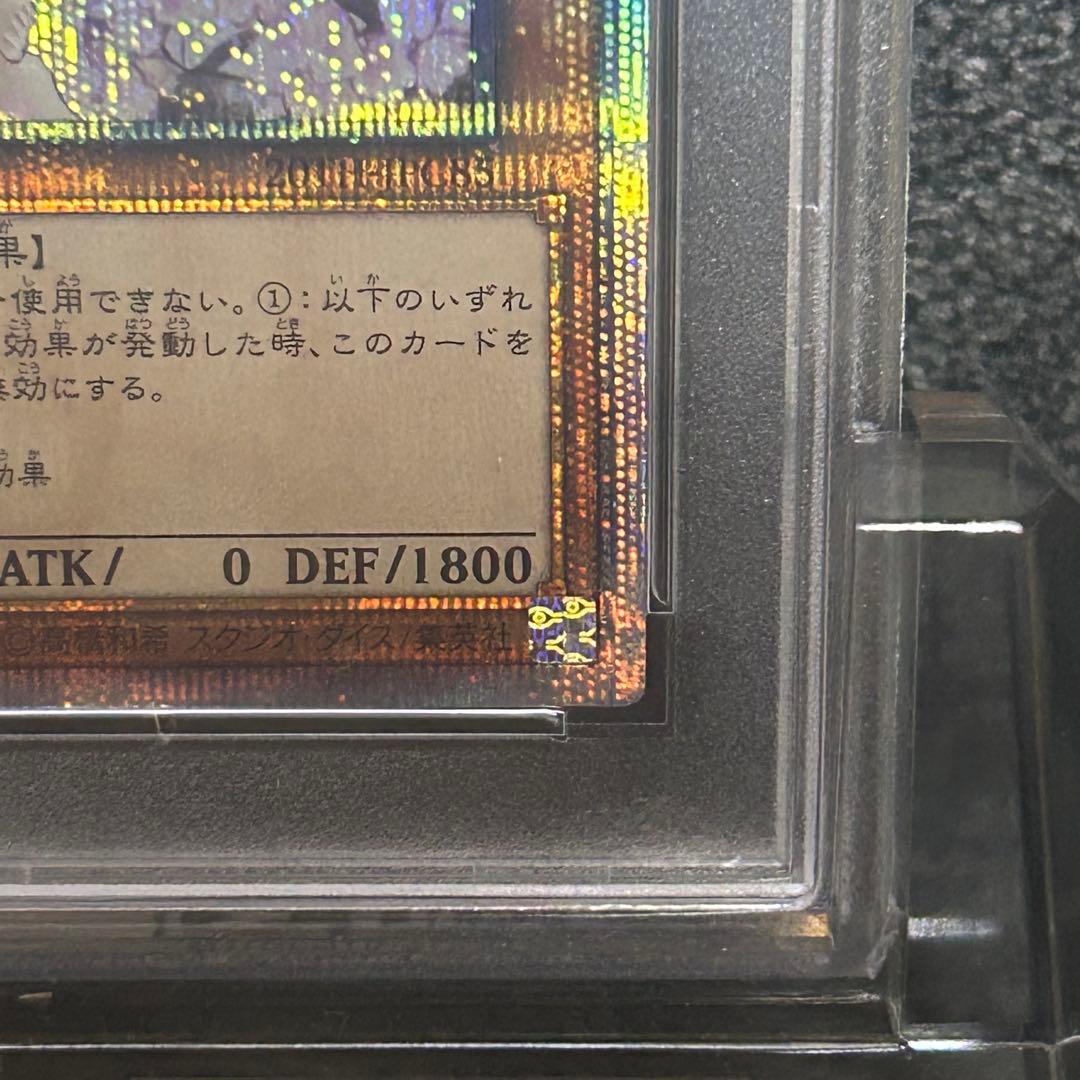 果】
使用できない。①：以下のいずれ
効果が発動した時、このカードを
効にする。
効果
ATK/ 0 DEF/1800
©高橋和希 スタジオ・ダイス/集英社